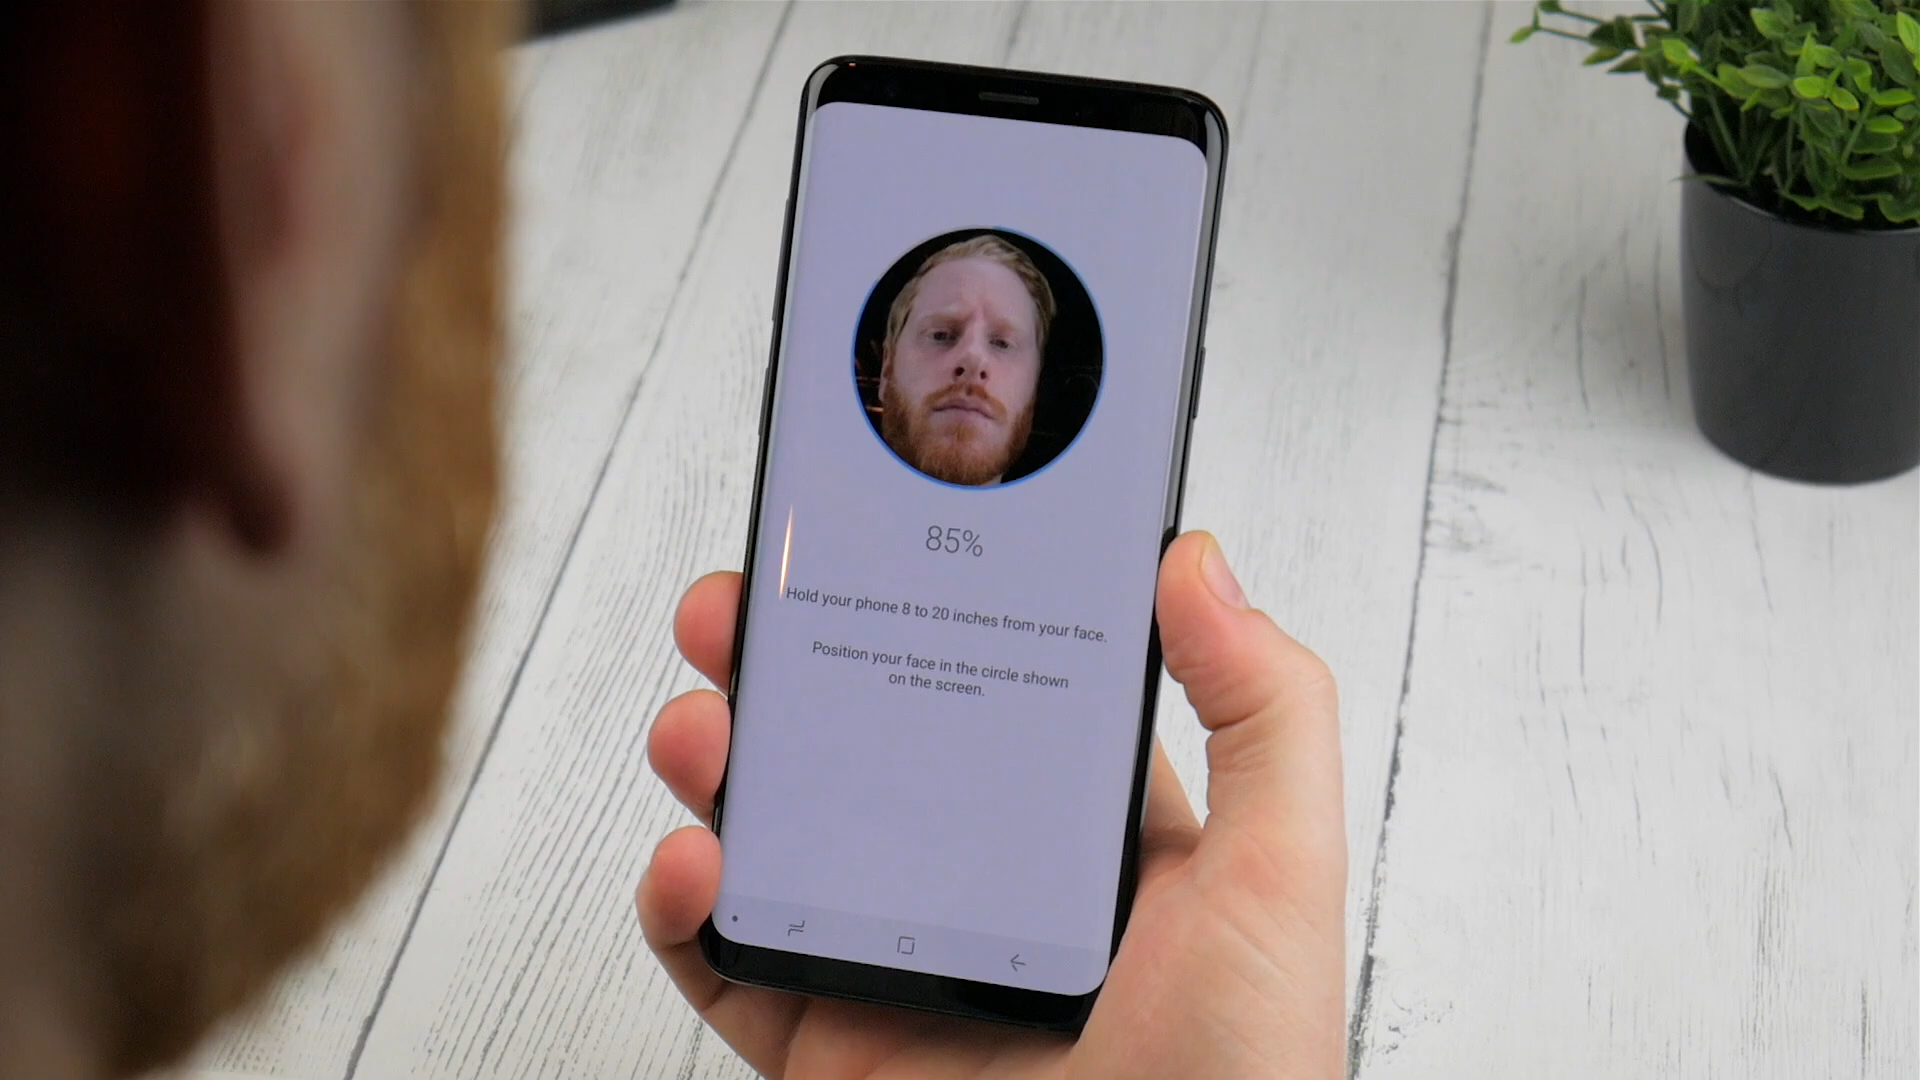 85%
Hold your phone 8 to 20 inches from your face.
Position your face in the circle shown
on the screen.